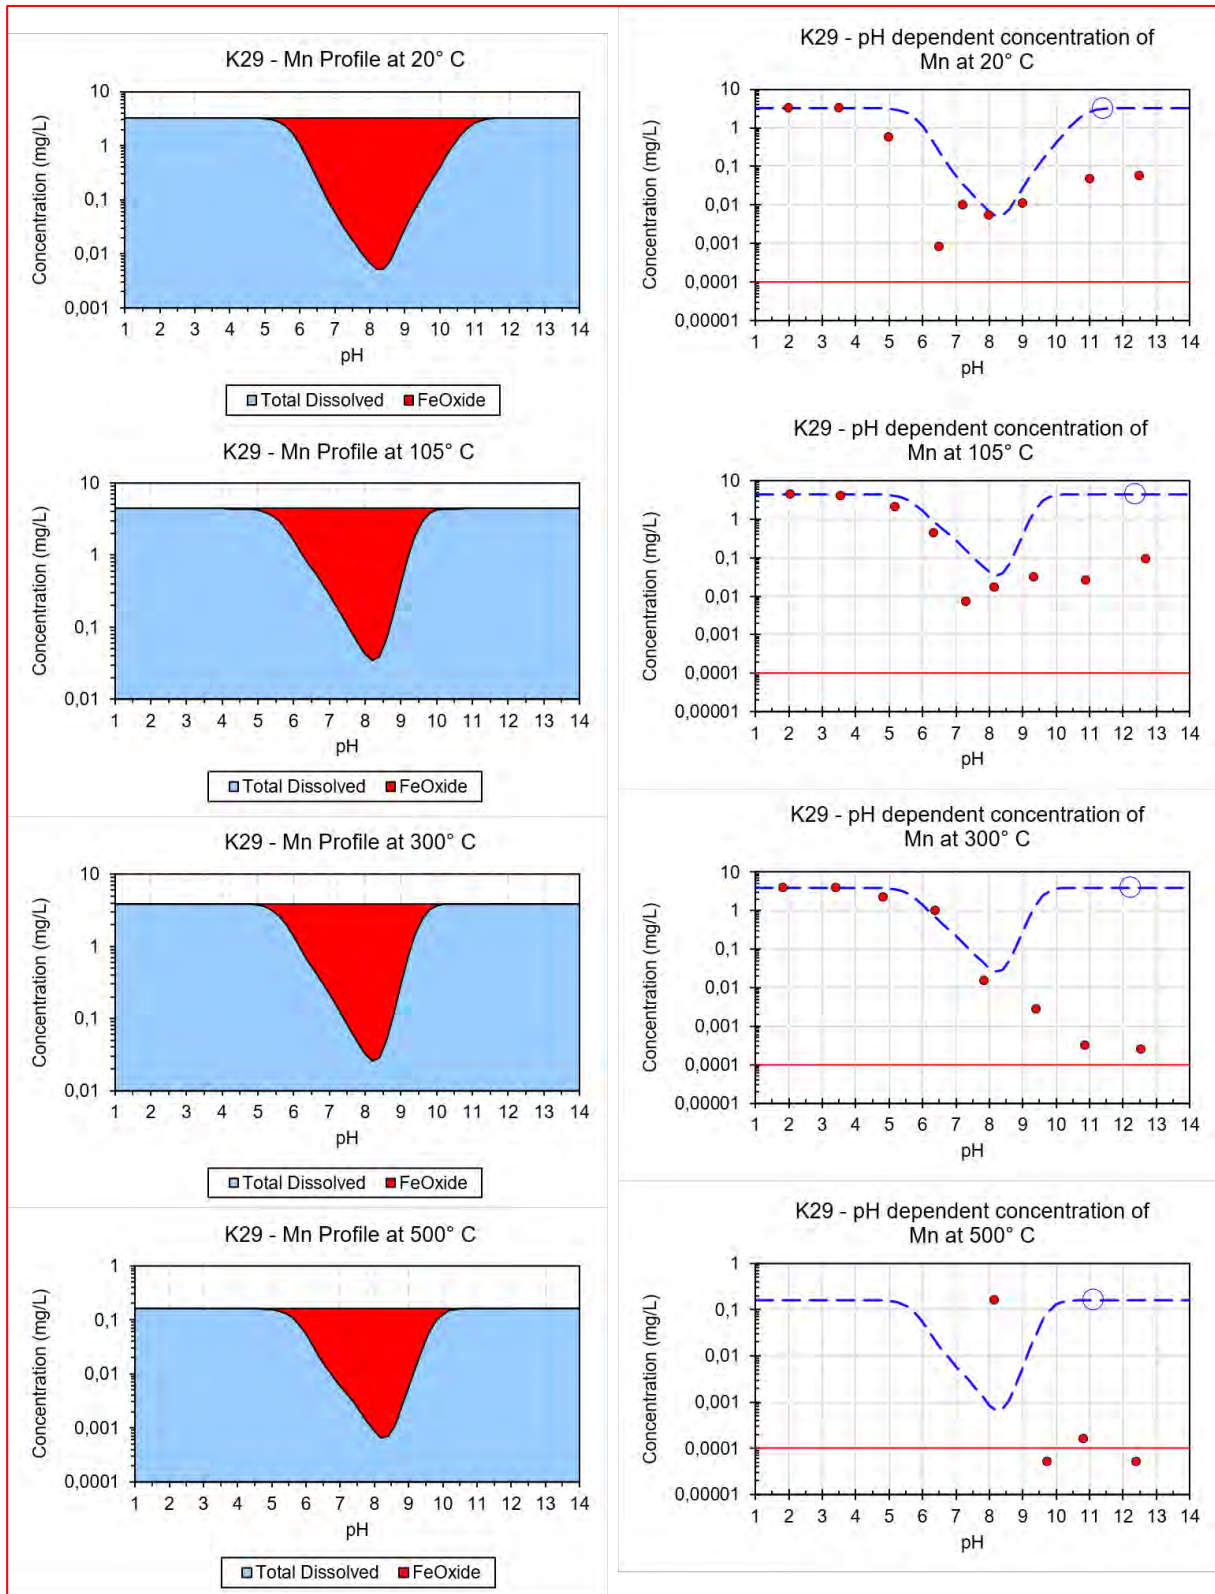 K29 - Mn Profile at 20° C
Concentration (mg/L)
10
1
0,1
0,01
0,001
1 2 3 4 5 6 7 8 9 10 11 12 13 14
pH
Total Dissolved FeOxide
K29 - pH dependent concentration of
Mn at 20° C
Concentration (mg/L)
10
1
0,1
0,01
0,001
0,0001
0,00001
1 2 3 4 5 6 7 8 9 10 11 12 13 14
pH
K29 - Mn Profile at 105° C
Concentration (mg/L)
10
1
0,1
0,01
1 2 3 4 5 6 7 8 9 10 11 12 13 14
pH
Total Dissolved FeOxide
K29 - pH dependent concentration of
Mn at 105° C
Concentration (mg/L)
10
1
0,1
0,01
0,001
0,0001
0,00001
1 2 3 4 5 6 7 8 9 10 11 12 13 14
pH
K29 - Mn Profile at 300° C
Concentration (mg/L)
10
1
0,1
0,01
1 2 3 4 5 6 7 8 9 10 11 12 13 14
pH
Total Dissolved FeOxide
K29 - pH dependent concentration of
Mn at 300° C
Concentration (mg/L)
10
1
0,1
0,01
0,001
0,0001
0,00001
1 2 3 4 5 6 7 8 9 10 11 12 13 14
pH
K29 - Mn Profile at 500° C
Concentration (mg/L)
1
0,1
0,01
0,001
0,0001
1 2 3 4 5 6 7 8 9 10 11 12 13 14
pH
Total Dissolved FeOxide
K29 - pH dependent concentration of
Mn at 500° C
Concentration (mg/L)
1
0,1
0,01
0,001
0,0001
0,00001
1 2 3 4 5 6 7 8 9 10 11 12 13 14
pH